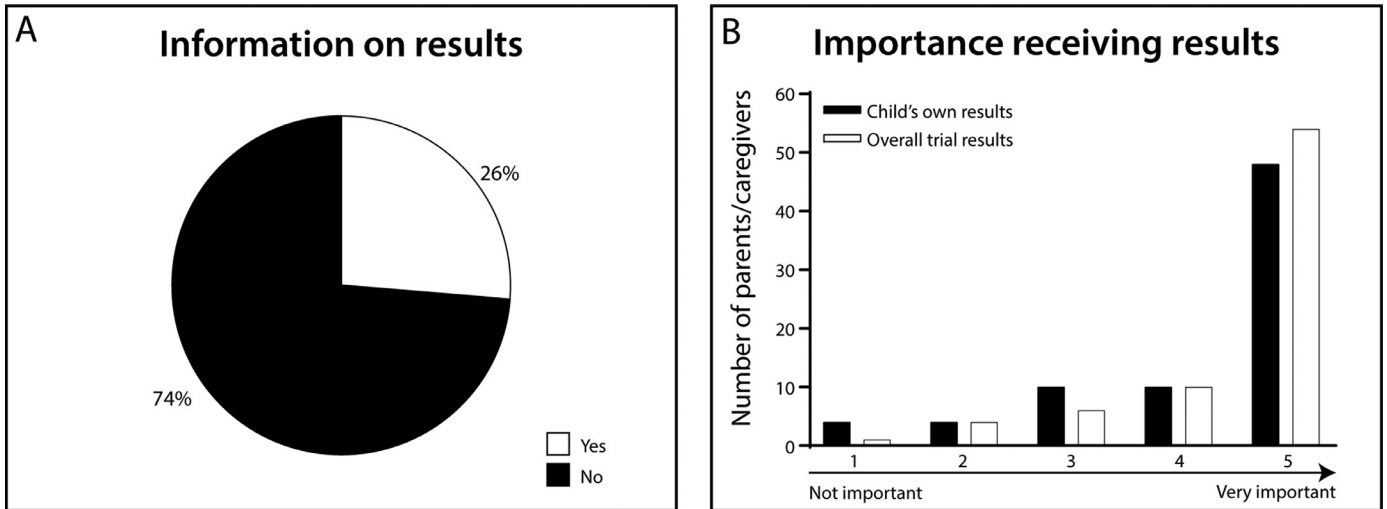 A
Information on results
26%
74%
Yes
No
B
Importance receiving results
Number of parents/caregivers
60
50
40
30
20
10
0
Child's own results
Overall trial results
1 2 3 4 5
Not important Very important